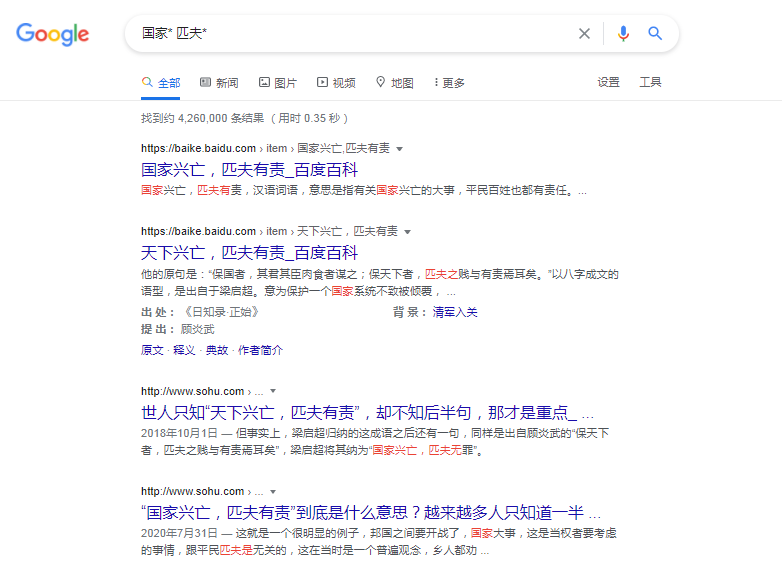 Google
国家* 匹夫*
全部 新闻 图片 视频 地图 更多 设置 工具
找到约 4,260,000 条结果 （用时 0.35 秒）
https://baike.baidu.com › item › 国家兴亡,匹夫有责
国家兴亡，匹夫有责_百度百科
国家兴亡，匹夫有责，汉语词语，意思是指有关国家兴亡的大事，平民百姓也都有责任。...
https://baike.baidu.com › item › 天下兴亡，匹夫有责
天下兴亡，匹夫有责_百度百科
他的原句是：“保国者，其君其臣肉食者谋之；保天下者，匹夫之贱与有责焉耳矣。”以八字成文的
语型，是出自于梁启超。意为保护一个国家系统不致被倾覆， ...
出处： 《日知录·正始》 背景： 清军入关
提出： 顾炎武
原文 · 释义 · 典故 · 作者简介
http://www.sohu.com › ...
世人只知“天下兴亡，匹夫有责”，却不知后半句，那才是重点_ ...
2018年10月1日 — 但事实上，梁启超归纳的这成语之后还有一句，同样是出自顾炎武的“保天下
者，匹夫之贱与有责焉耳矣”，梁启超将其纳为“国家兴亡，匹夫无罪”。
http://www.sohu.com › ...
“国家兴亡，匹夫有责”到底是什么意思？越来越多人只知道一半 ...
2020年7月31日 — 这就是一个很明显的例子，邦国之间要开战了，国家大事，这是当权者要考虑
的事情，跟平民匹夫是无关的，这在当时是一个普遍观念，乡人都劝 ...